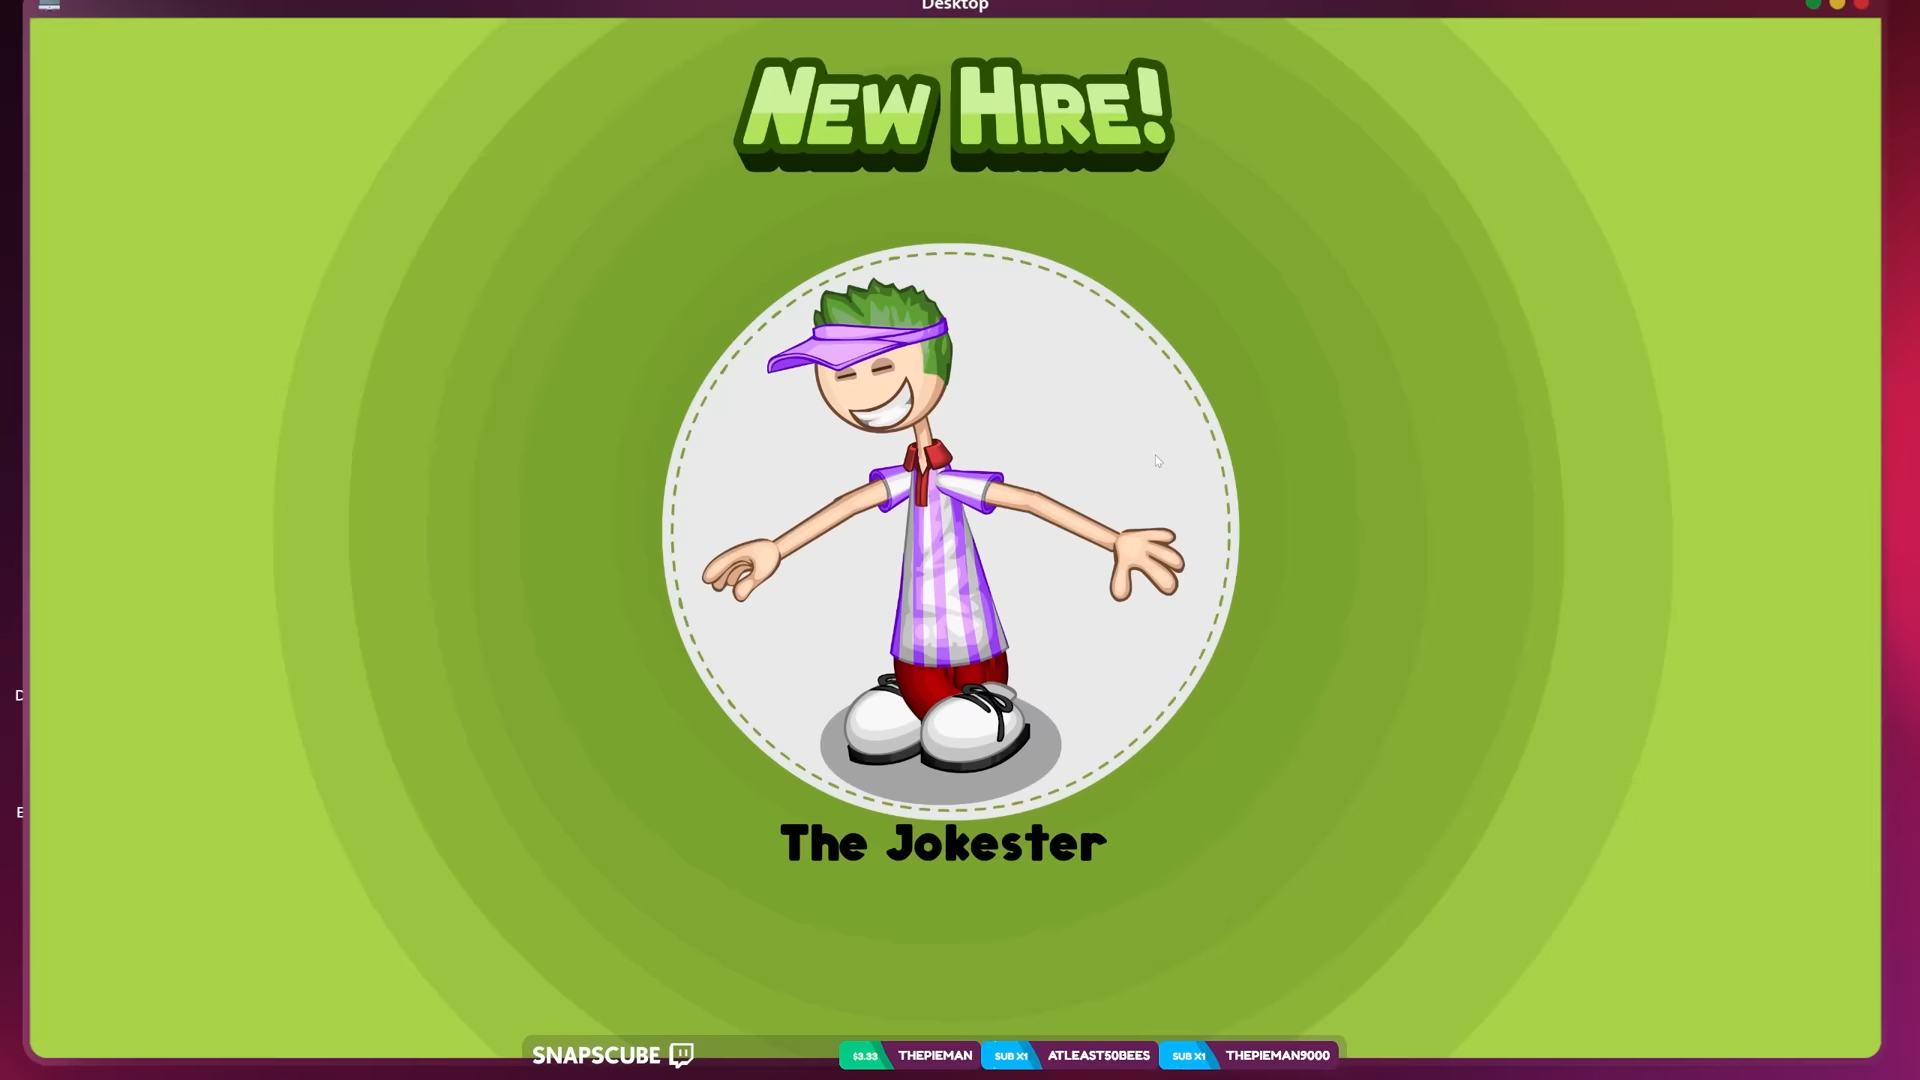 Desktop
NEW HIRE!
D
E
The Jokester
SNAPSCUBE
$3.33 THEPIEMAN SUB X1 ATLEAST50BEES SUB X1 THEPIEMAN9000